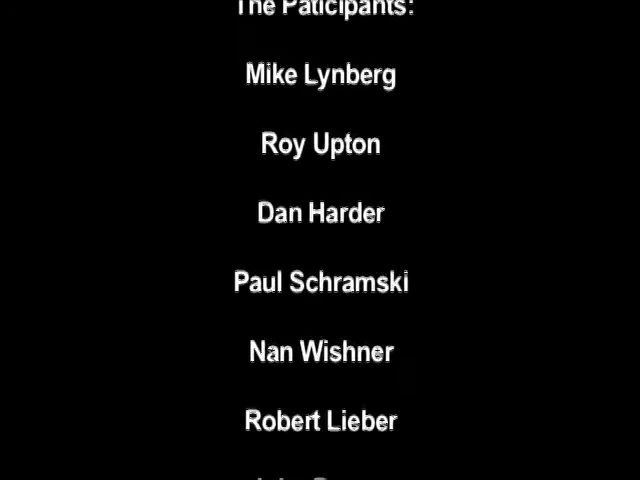 The Paticipants:
Mike Lynberg
Roy Upton
Dan Harder
Paul Schramski
Nan Wishner
Robert Lieber